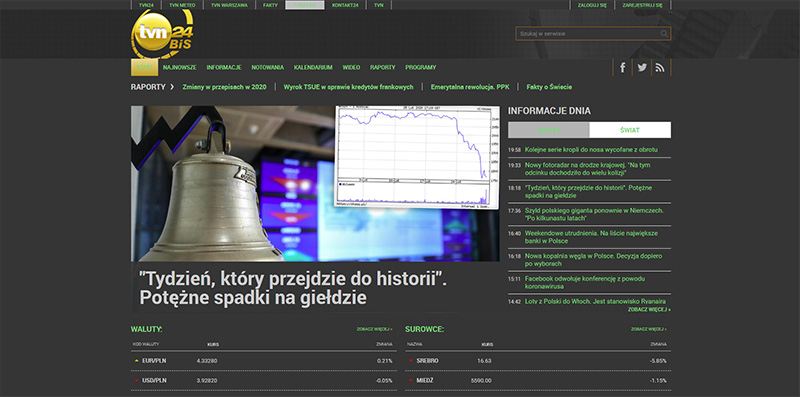 TVN24 TVN METEO TVN WARSZAWA FAKTY KONTAKT24 TVN ZALOGUJ SIĘ ZAREJESTRUJ SIĘ
tvn24
BiS
Szukaj w serwisie
NAJNOWSZE INFORMACJE NOTOWANIA KALENDARIUM WIDEO RAPORTY PROGRAMY
RAPORTY Zmiany w przepisach w 2020 Wyrok TSUE w sprawie kredytów frankowych Emerytalna rewolucja. PPK Fakty o Świecie
"Tydzień, który przejdzie do historii".
Potężne spadki na giełdzie
INFORMACJE DNIA
ŚWIAT
19:58 Kolejne serie kropli do nosa wycofane z obrotu
19:33 Nowy fotoradar na drodze krajowej. "Na tym
odcinku dochodziło do wielu kolizji"
18:18 "Tydzień, który przejdzie do historii". Potężne
spadki na giełdzie
17:36 Szyld polskiego giganta ponownie w Niemczech.
"Po kilkunastu latach"
16:40 Weekendowe utrudnienia. Na liście największe
banki w Polsce
16:18 Nowa kopalnia węgla w Polsce. Decyzja dopiero
po wyborach
15:11 Facebook odwołuje konferencję z powodu
koronawirusa
14:42 Loty z Polski do Włoch. Jest stanowisko Ryanaira
ZOBACZ WIĘCEJ »
WALUTY: ZOBACZ WIĘCEJ »
KOD WALUTY KURS ZMIANA
EUR/PLN 4.33280 0.21%
USD/PLN 3.92820 -0.05%
SUROWCE: ZOBACZ WIĘCEJ »
NAZWA KURS ZMIANA
SREBRO 16.63 -5.85%
MIEDŹ 5590.00 -1.15%